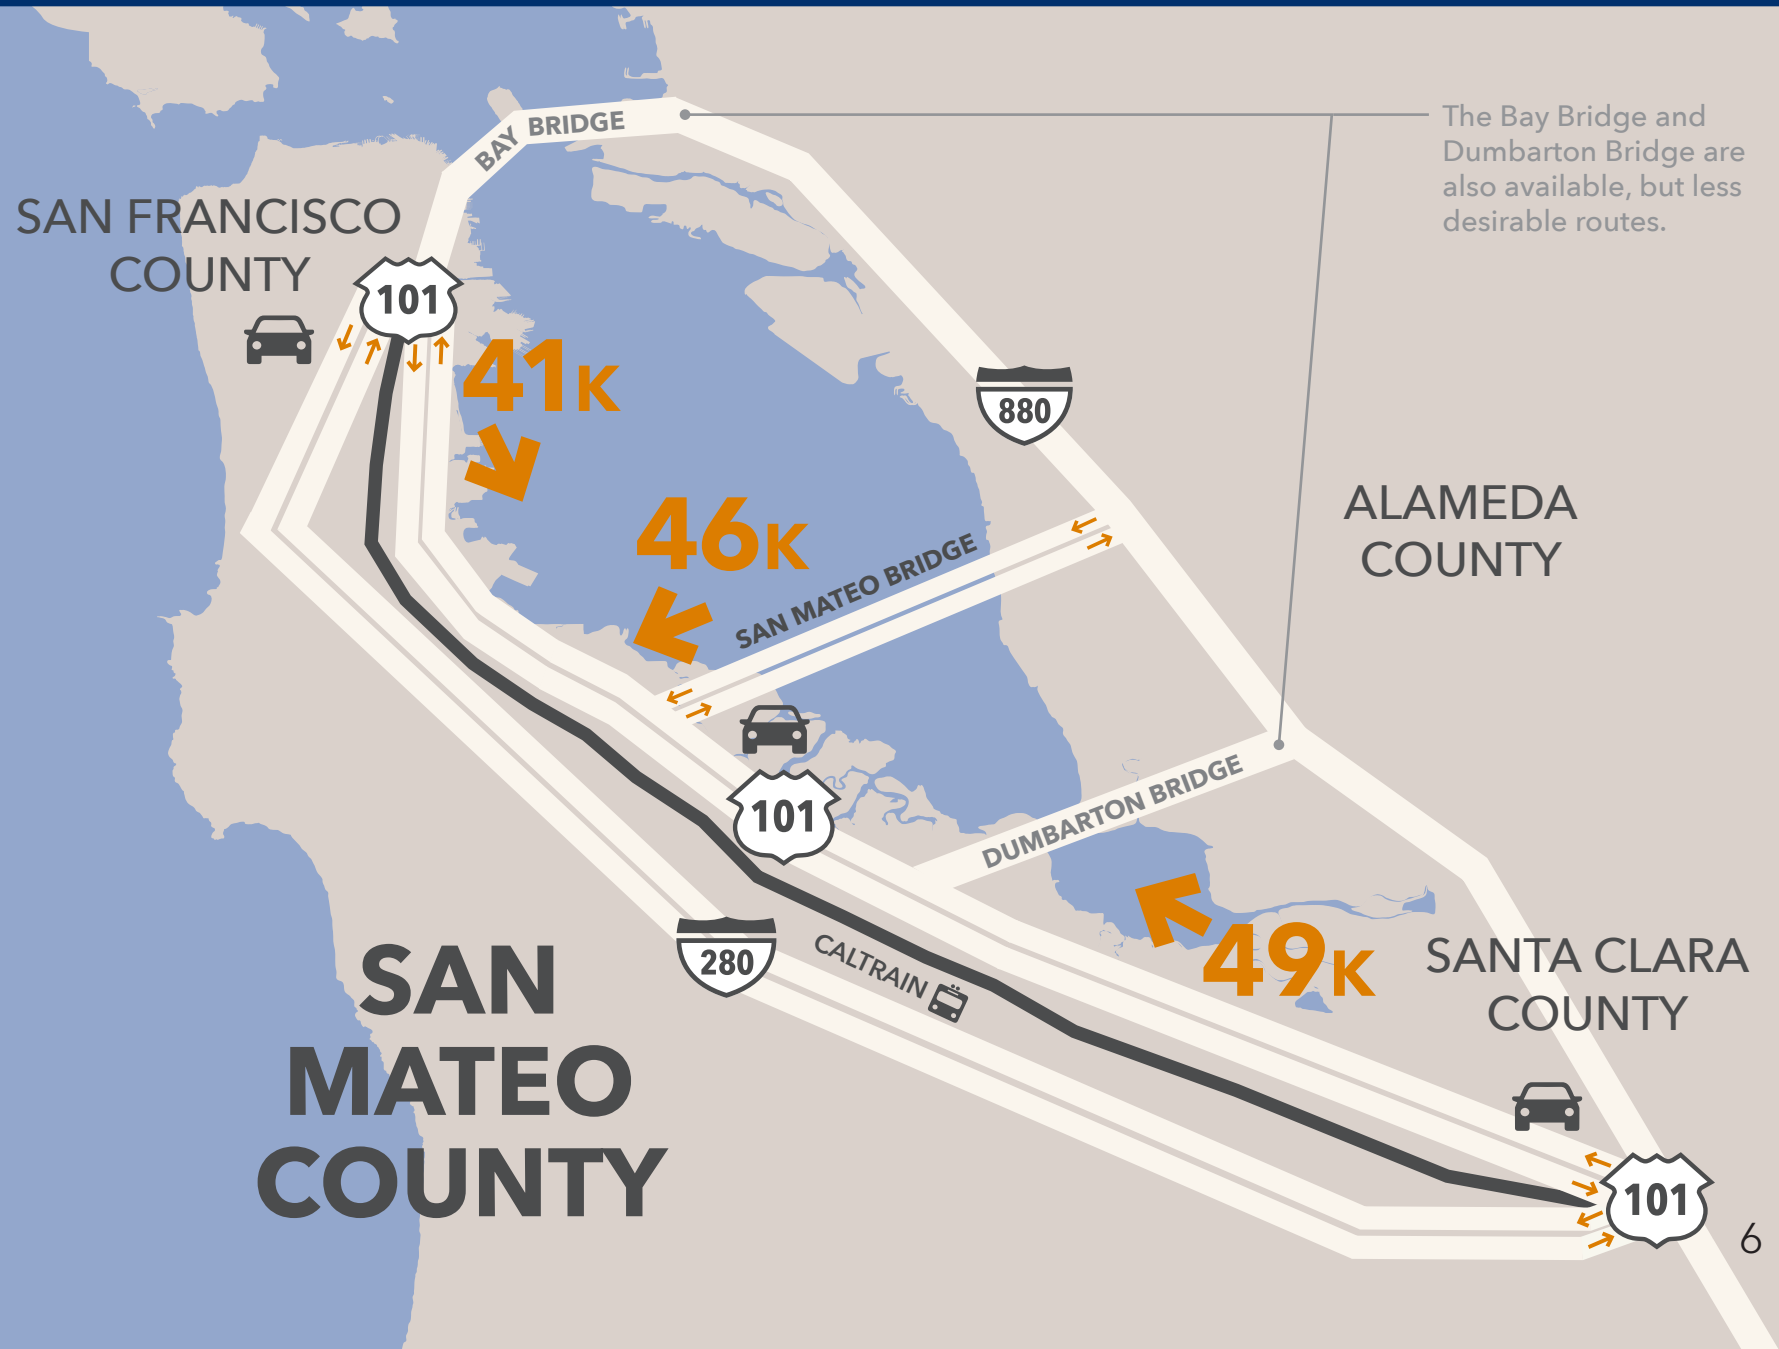 BAY BRIDGE
The Bay Bridge and
Dumbarton Bridge are
also available, but less
desirable routes.
SAN FRANCISCO
COUNTY
101
41K
880
46K
SAN MATEO BRIDGE
ALAMEDA
COUNTY
101
DUMBARTON BRIDGE
280
CALTRAIN
49K
SANTA CLARA
COUNTY
SAN
MATEO
COUNTY
101
6